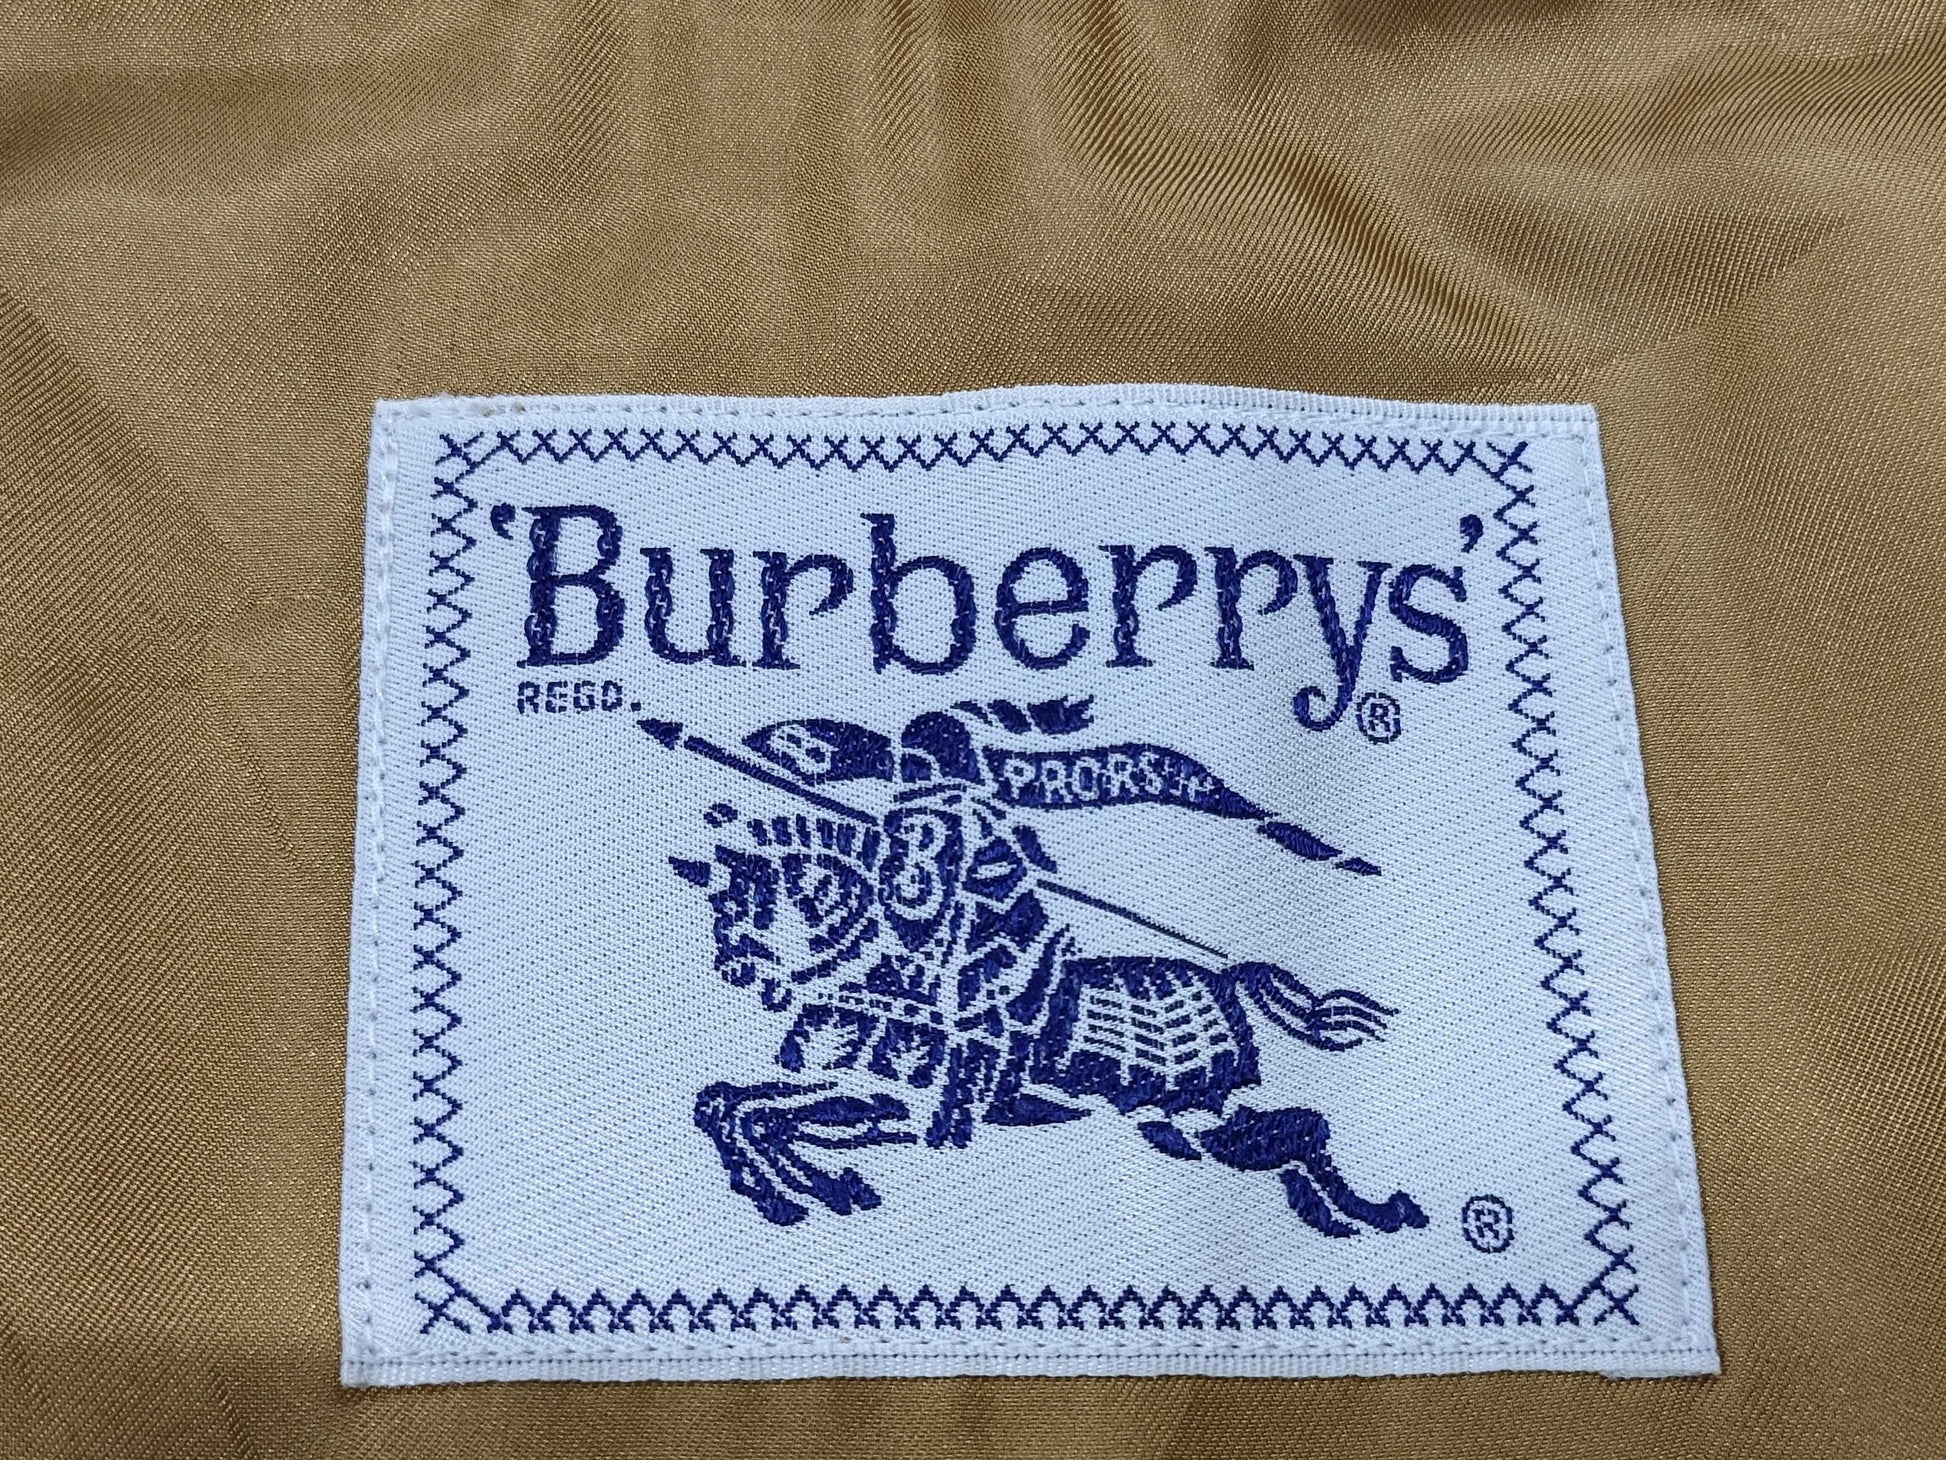 'Burberrys'
REGD. ®
B PRORSUM
B
®